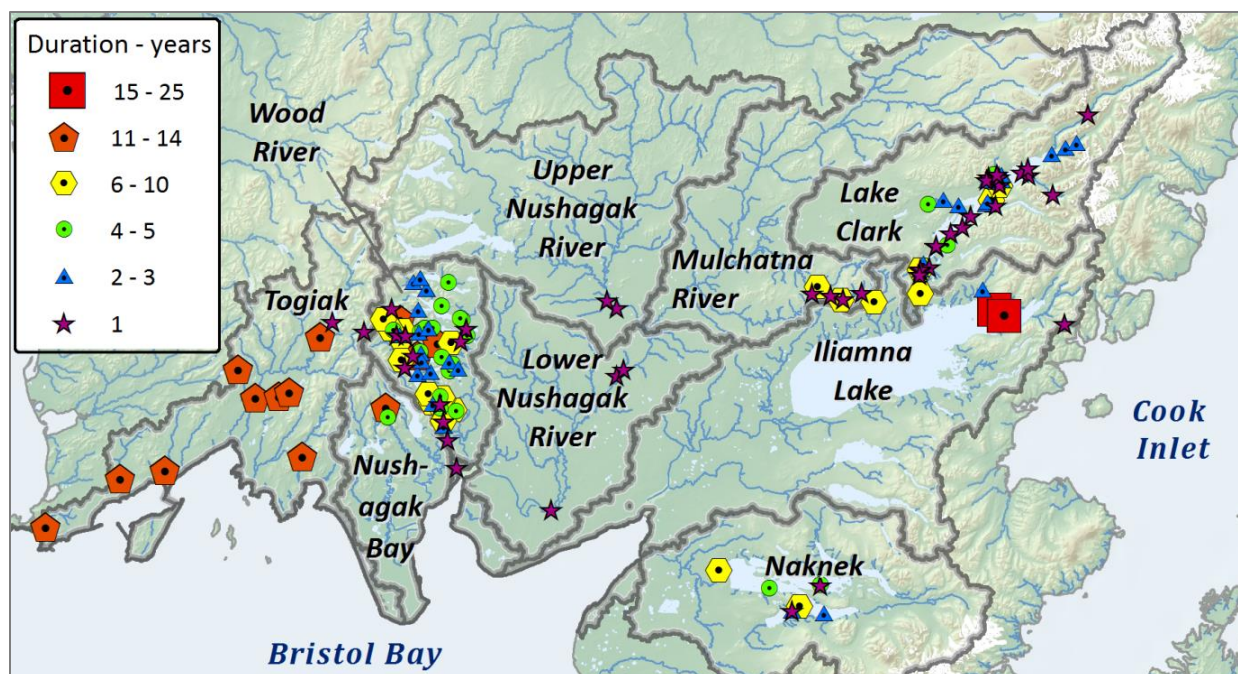 Duration - years
15 - 25
11 - 14
6 - 10
4 - 5
2 - 3
1
Wood
River
Upper
Nushagak
River
Lake
Clark
Mulchatna
River
Togiak
Iliamna
Lake
Lower
Nushagak
River
Cook
Inlet
Nush-
agak
Bay
Naknek
Bristol Bay